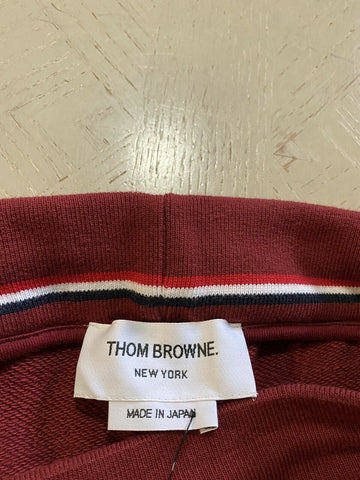 THOM BROWNE.
NEW YORK
MADE IN JAPAN